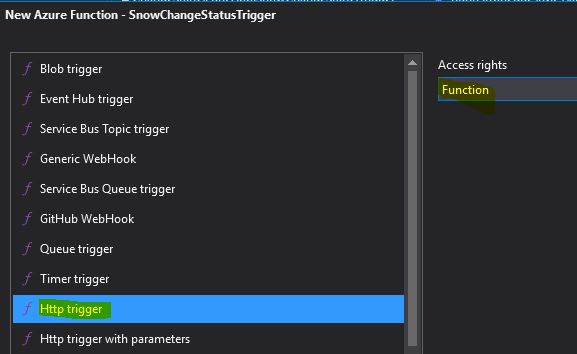 New Azure Function - SnowChangeStatusTrigger
Blob trigger
Event Hub trigger
Service Bus Topic trigger
Generic WebHook
Service Bus Queue trigger
GitHub WebHook
Queue trigger
Timer trigger
Http trigger
Http trigger with parameters
Access rights
Function